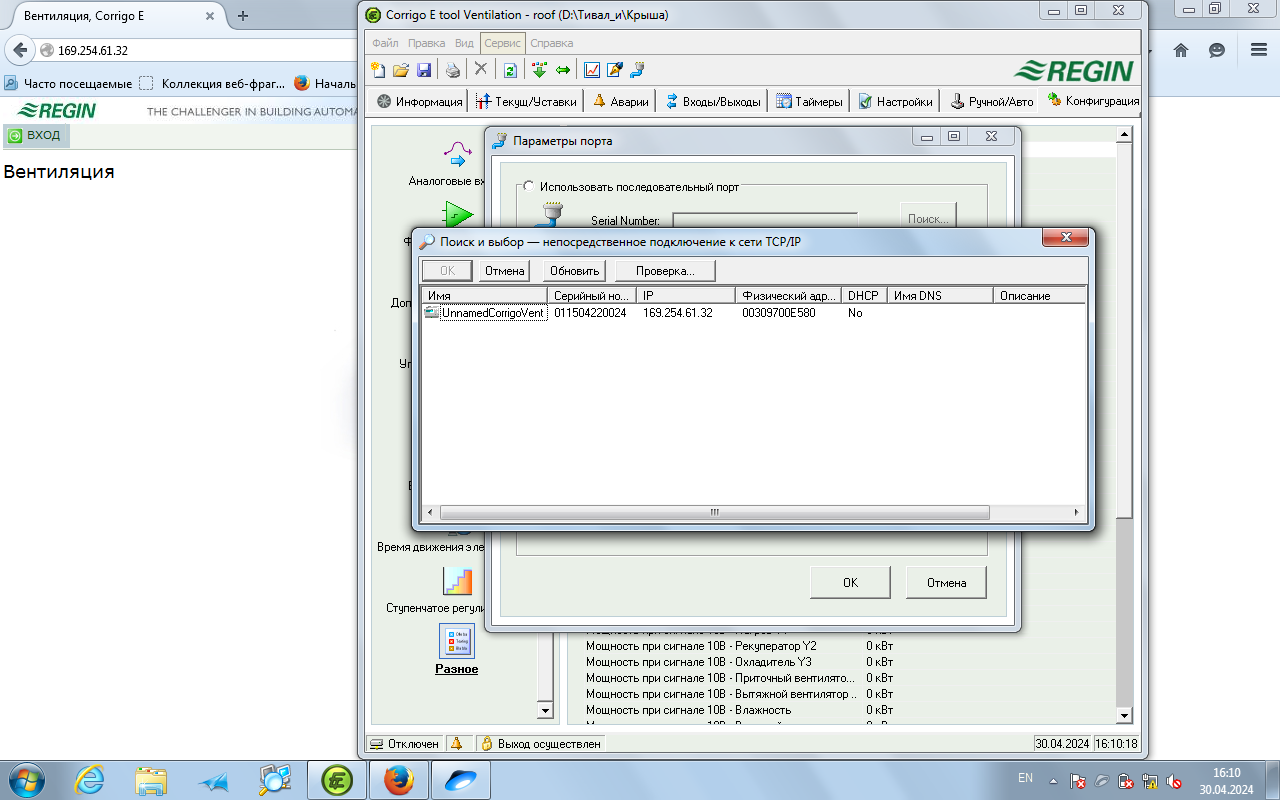 Вентиляция, Corrigo E
169.254.61.32
Часто посещаемые
Коллекция веб-фраг...
REGIN
THE CHALLENGER IN BUILDING
ВХОД
Вентиляция
Corrigo E tool Ventilation - roof (D:\Тивал_и\Крыша)
Файл Правка Вид Сервис Справка
REGIN
Информация Текущ/Уставки Аварии Входы/Выходы Таймеры Настройки Ручной/Авто Конфигурация
Аналоговые
Время движения
Ступенчатое
Разное
Параметры порта
Использовать последовательный порт
Serial Number:
Поиск...
Поиск и выбор — непосредственное подключение к сети TCP/IP
OK Отмена Обновить Проверка...
Имя Серийный но... IP Физический адр... DHCP Имя DNS Описание
UnnamedCorrigoVent 011504220024 169.254.61.32 00309700E580 No
OK Отмена
Мощность при сигнале 10В - Рекуператор Y2 0 кВт
Мощность при сигнале 10В - Охладитель Y3 0 кВт
Мощность при сигнале 10В - Приточный вентилято... 0 кВт
Мощность при сигнале 10В - Вытяжной вентилятор .. 0 кВт
Мощность при сигнале 10В - Влажность 0 кВт
Отключен Выход осуществлен 30.04.2024 16:10:18
EN
16:10
30.04.2024